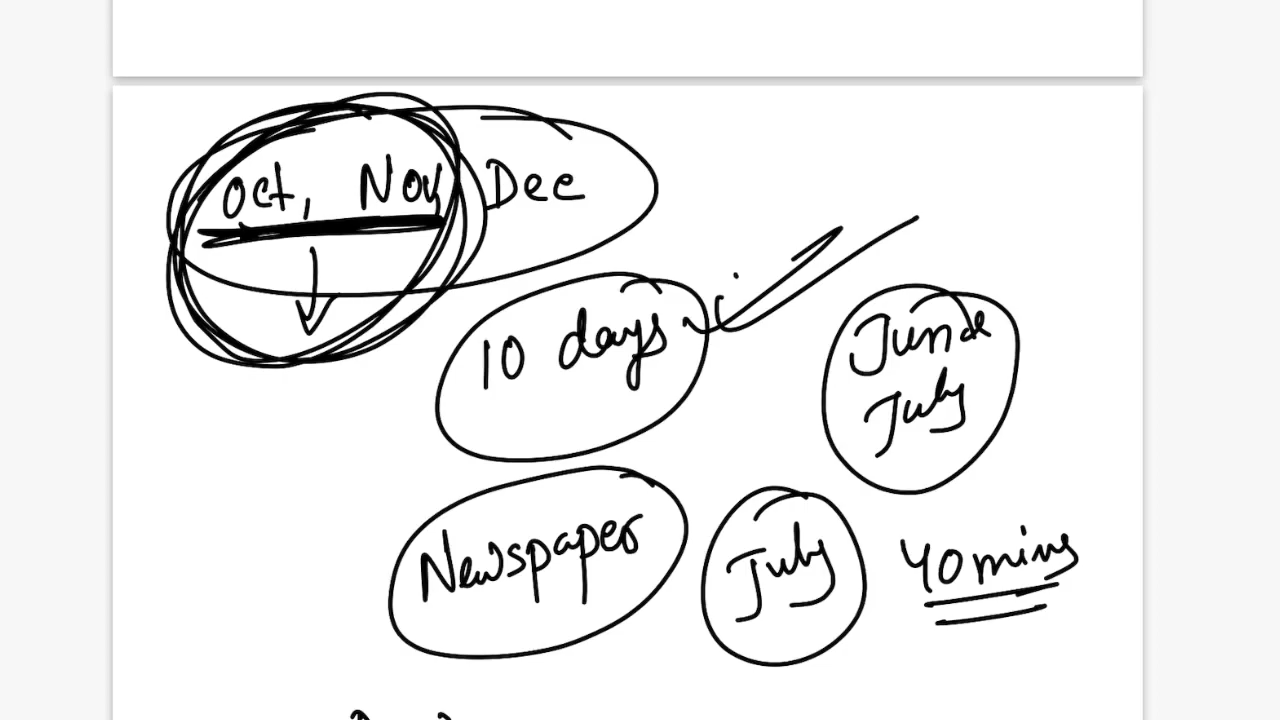 Oct, Nov, Dec
10 days
June
July
Newspaper
July
40 mins